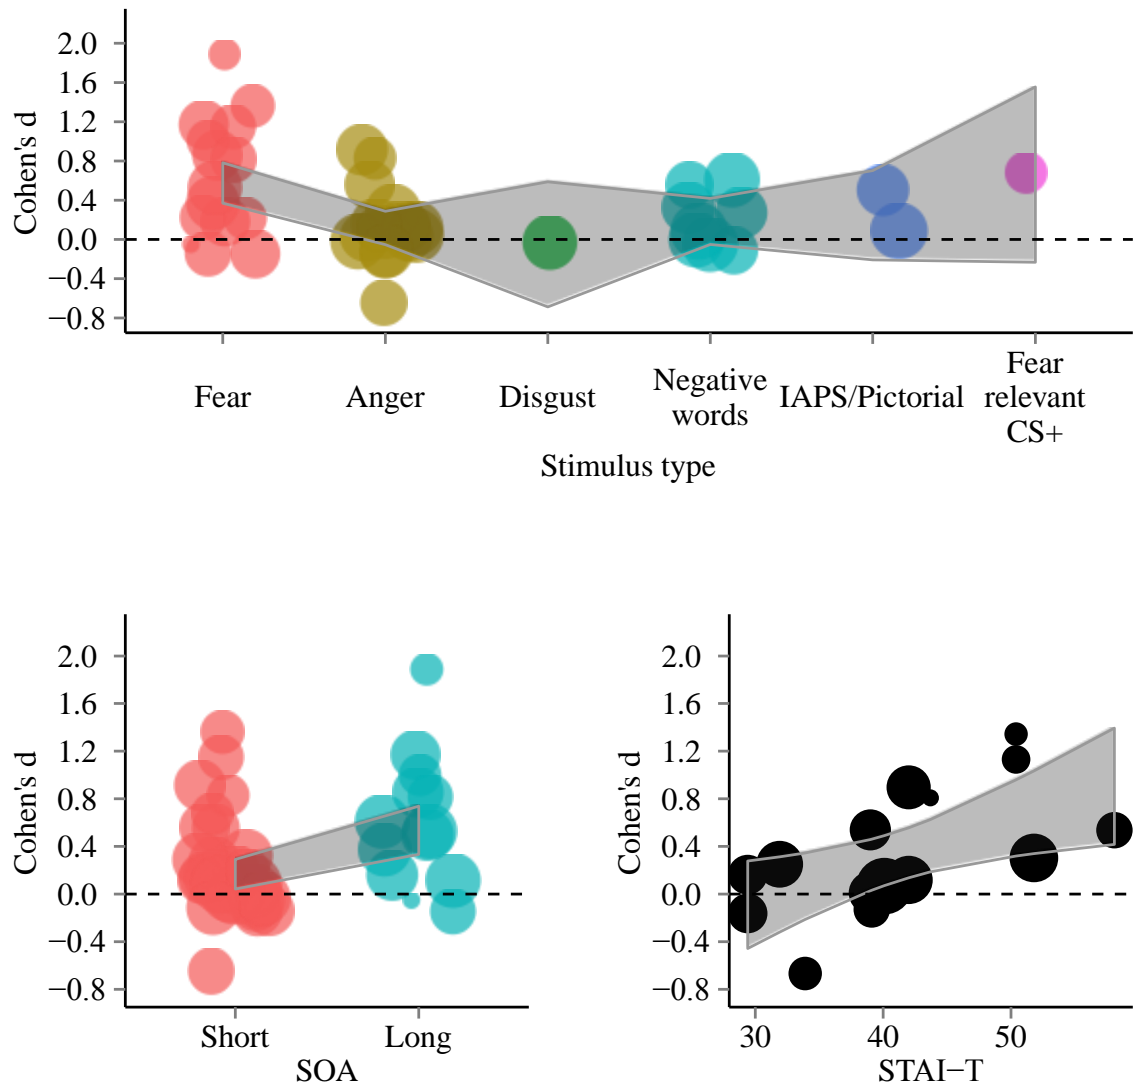 Cohen's d
2.0
1.6
1.2
0.8
0.4
0.0
−0.4
−0.8
Fear
Anger
Disgust
Negative
words
IAPS/Pictorial
Fear
relevant
CS+
Stimulus type
Cohen's d
2.0
1.6
1.2
0.8
0.4
0.0
−0.4
−0.8
Short
Long
SOA
Cohen's d
2.0
1.6
1.2
0.8
0.4
0.0
−0.4
−0.8
30
40
50
STAI−T